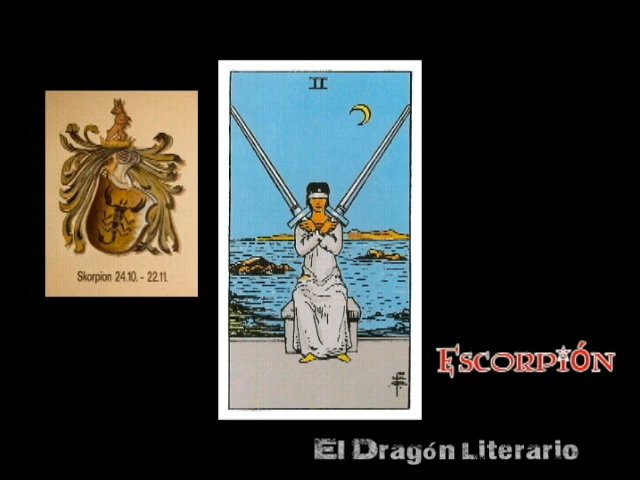 II
Skorpion 24.10. - 22.11.
Escorpión
El Dragón Literario